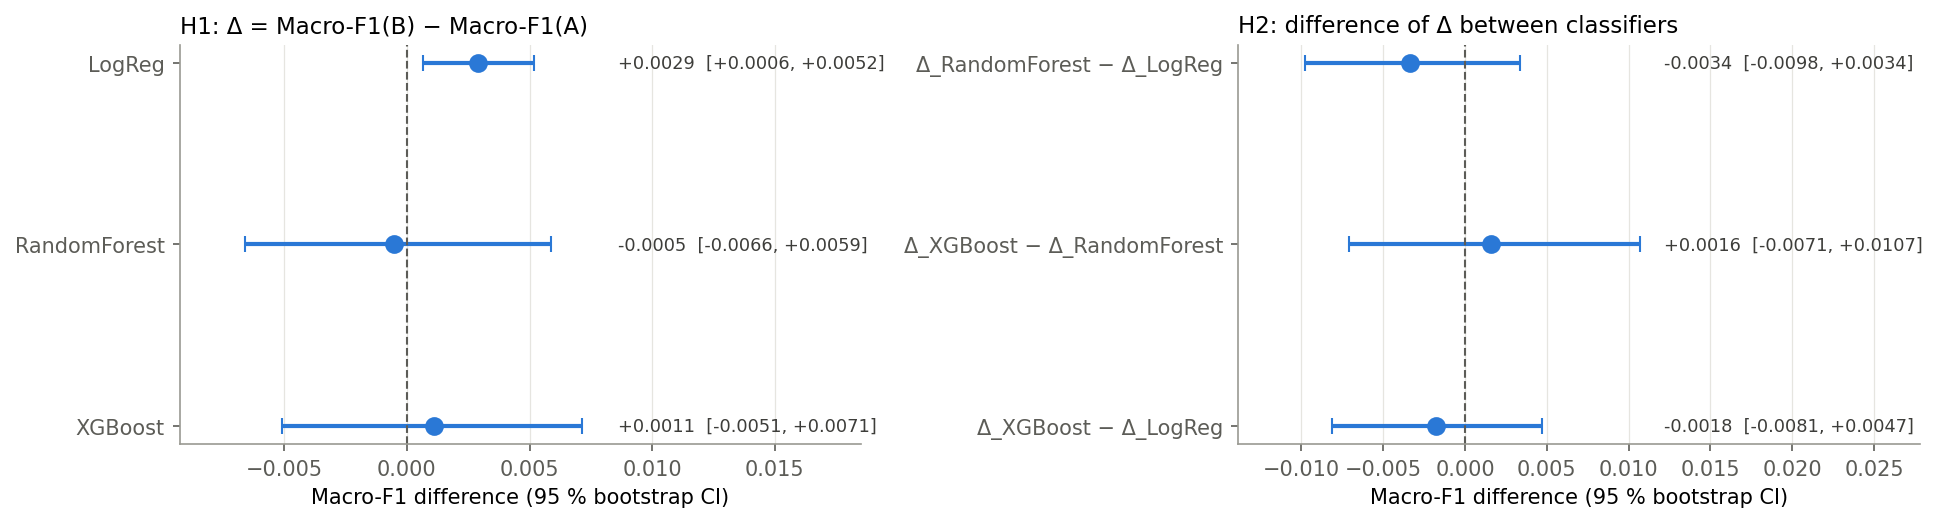 H1: Δ = Macro-F1(B) − Macro-F1(A)
LogReg
+0.0029 [+0.0006, +0.0052]
RandomForest
-0.0005 [-0.0066, +0.0059]
XGBoost
+0.0011 [-0.0051, +0.0071]
−0.005 0.000 0.005 0.010 0.015
Macro-F1 difference (95 % bootstrap CI)
H2: difference of Δ between classifiers
Δ_RandomForest − Δ_LogReg
-0.0034 [-0.0098, +0.0034]
Δ_XGBoost − Δ_RandomForest
+0.0016 [-0.0071, +0.0107]
Δ_XGBoost − Δ_LogReg
-0.0018 [-0.0081, +0.0047]
−0.010 −0.005 0.000 0.005 0.010 0.015 0.020 0.025
Macro-F1 difference (95 % bootstrap CI)